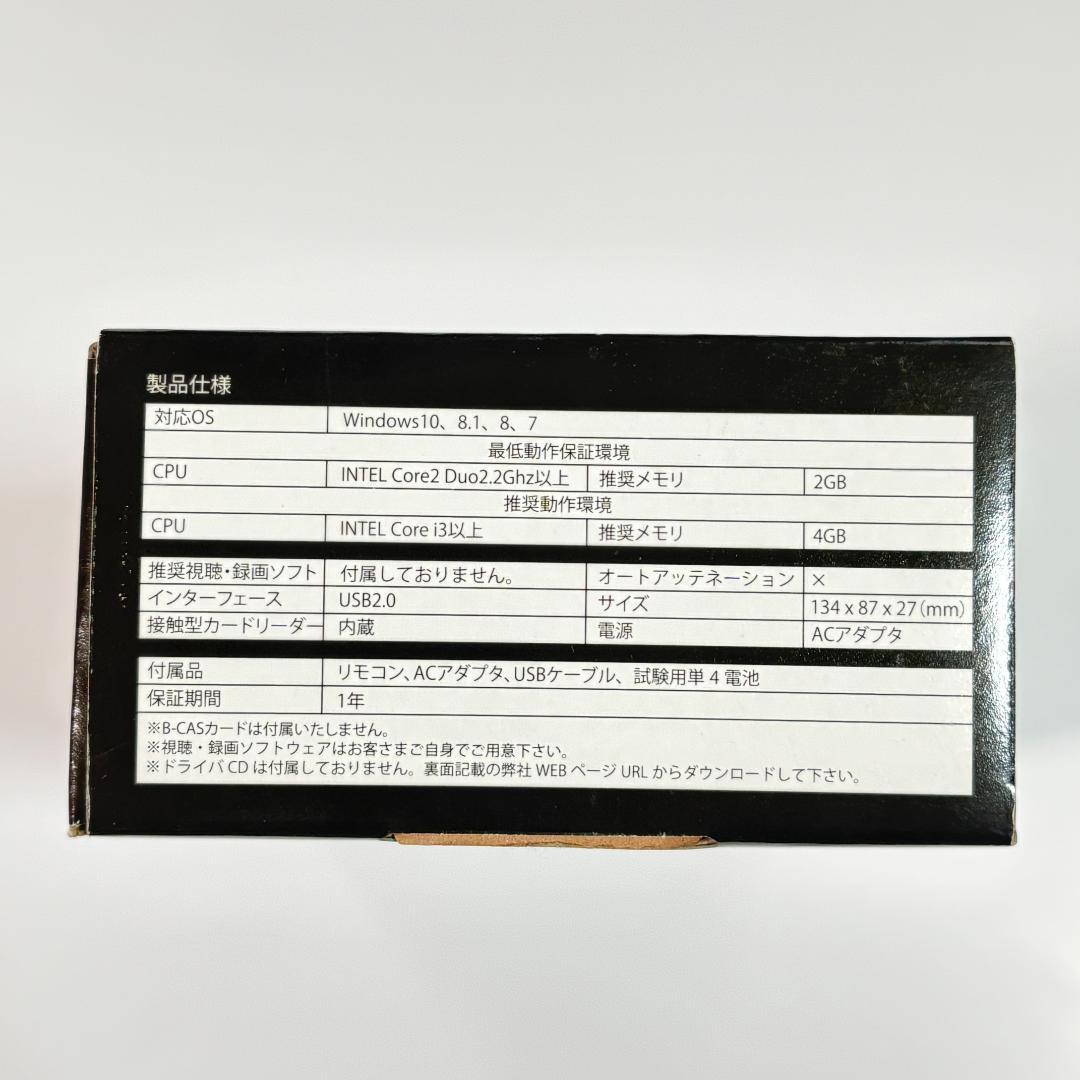 製品仕様
対応OS Windows10、8.1、8、7
最低動作保証環境
CPU INTEL Core2 Duo2.2Ghz以上 推奨メモリ 2GB
推奨動作環境
CPU INTEL Core i3以上 推奨メモリ 4GB
推奨視聴・録画ソフト 付属しておりません。 オートアッテネーション ×
インターフェース USB2.0 サイズ 134 x 87 x 27（mm）
接触型カードリーダー 内蔵 電源 ACアダプタ
付属品 リモコン、ACアダプタ、USBケーブル、試験用単４電池
保証期間 1年
※B-CASカードは付属いたしません。
※視聴・録画ソフトウェアはお客さまご自身でご用意下さい。
※ドライバCDは付属しておりません。裏面記載の弊社WEBページURLからダウンロードして下さい。